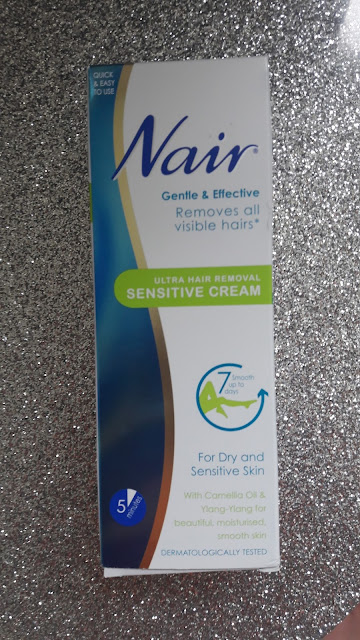 QUICK
& EASY
TO USE
Nair®
Gentle & Effective
Removes all
visible hairs*
ULTRA HAIR REMOVAL
SENSITIVE CREAM
7 Smooth
up to
days
For Dry and
Sensitive Skin
With Camellia Oil &
Ylang-Ylang for
beautiful, moisturised,
smooth skin
DERMATOLOGICALLY TESTED
5
minutes